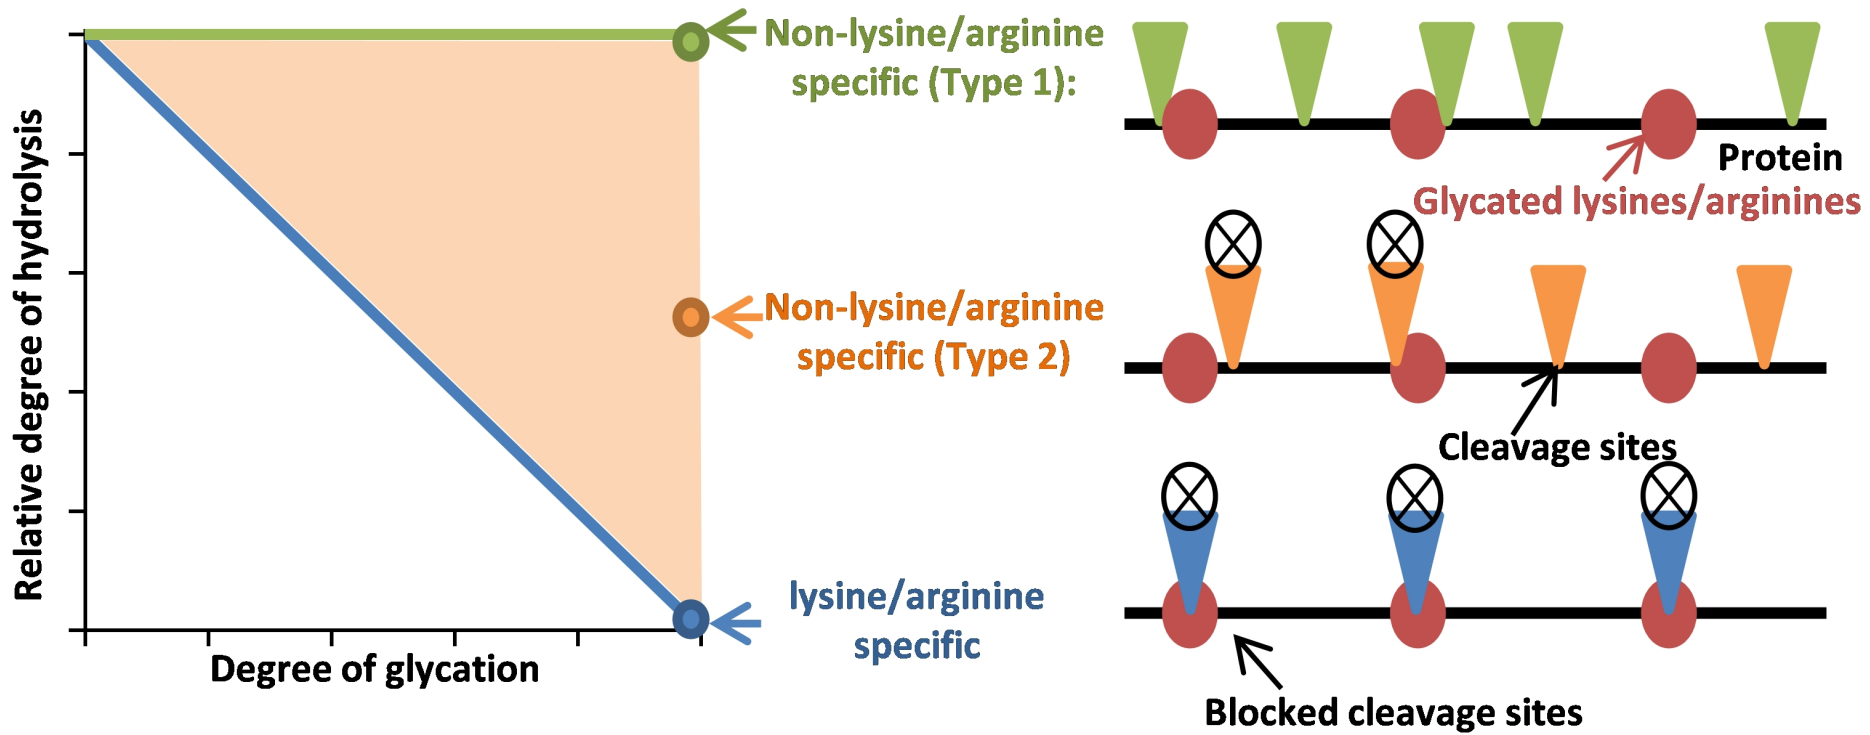 Relative degree of hydrolysis
Degree of glycation
Non-lysine/arginine
specific (Type 1):
Non-lysine/arginine
specific (Type 2)
lysine/arginine
specific
Protein
Glycated lysines/arginines
Cleavage sites
Blocked cleavage sites